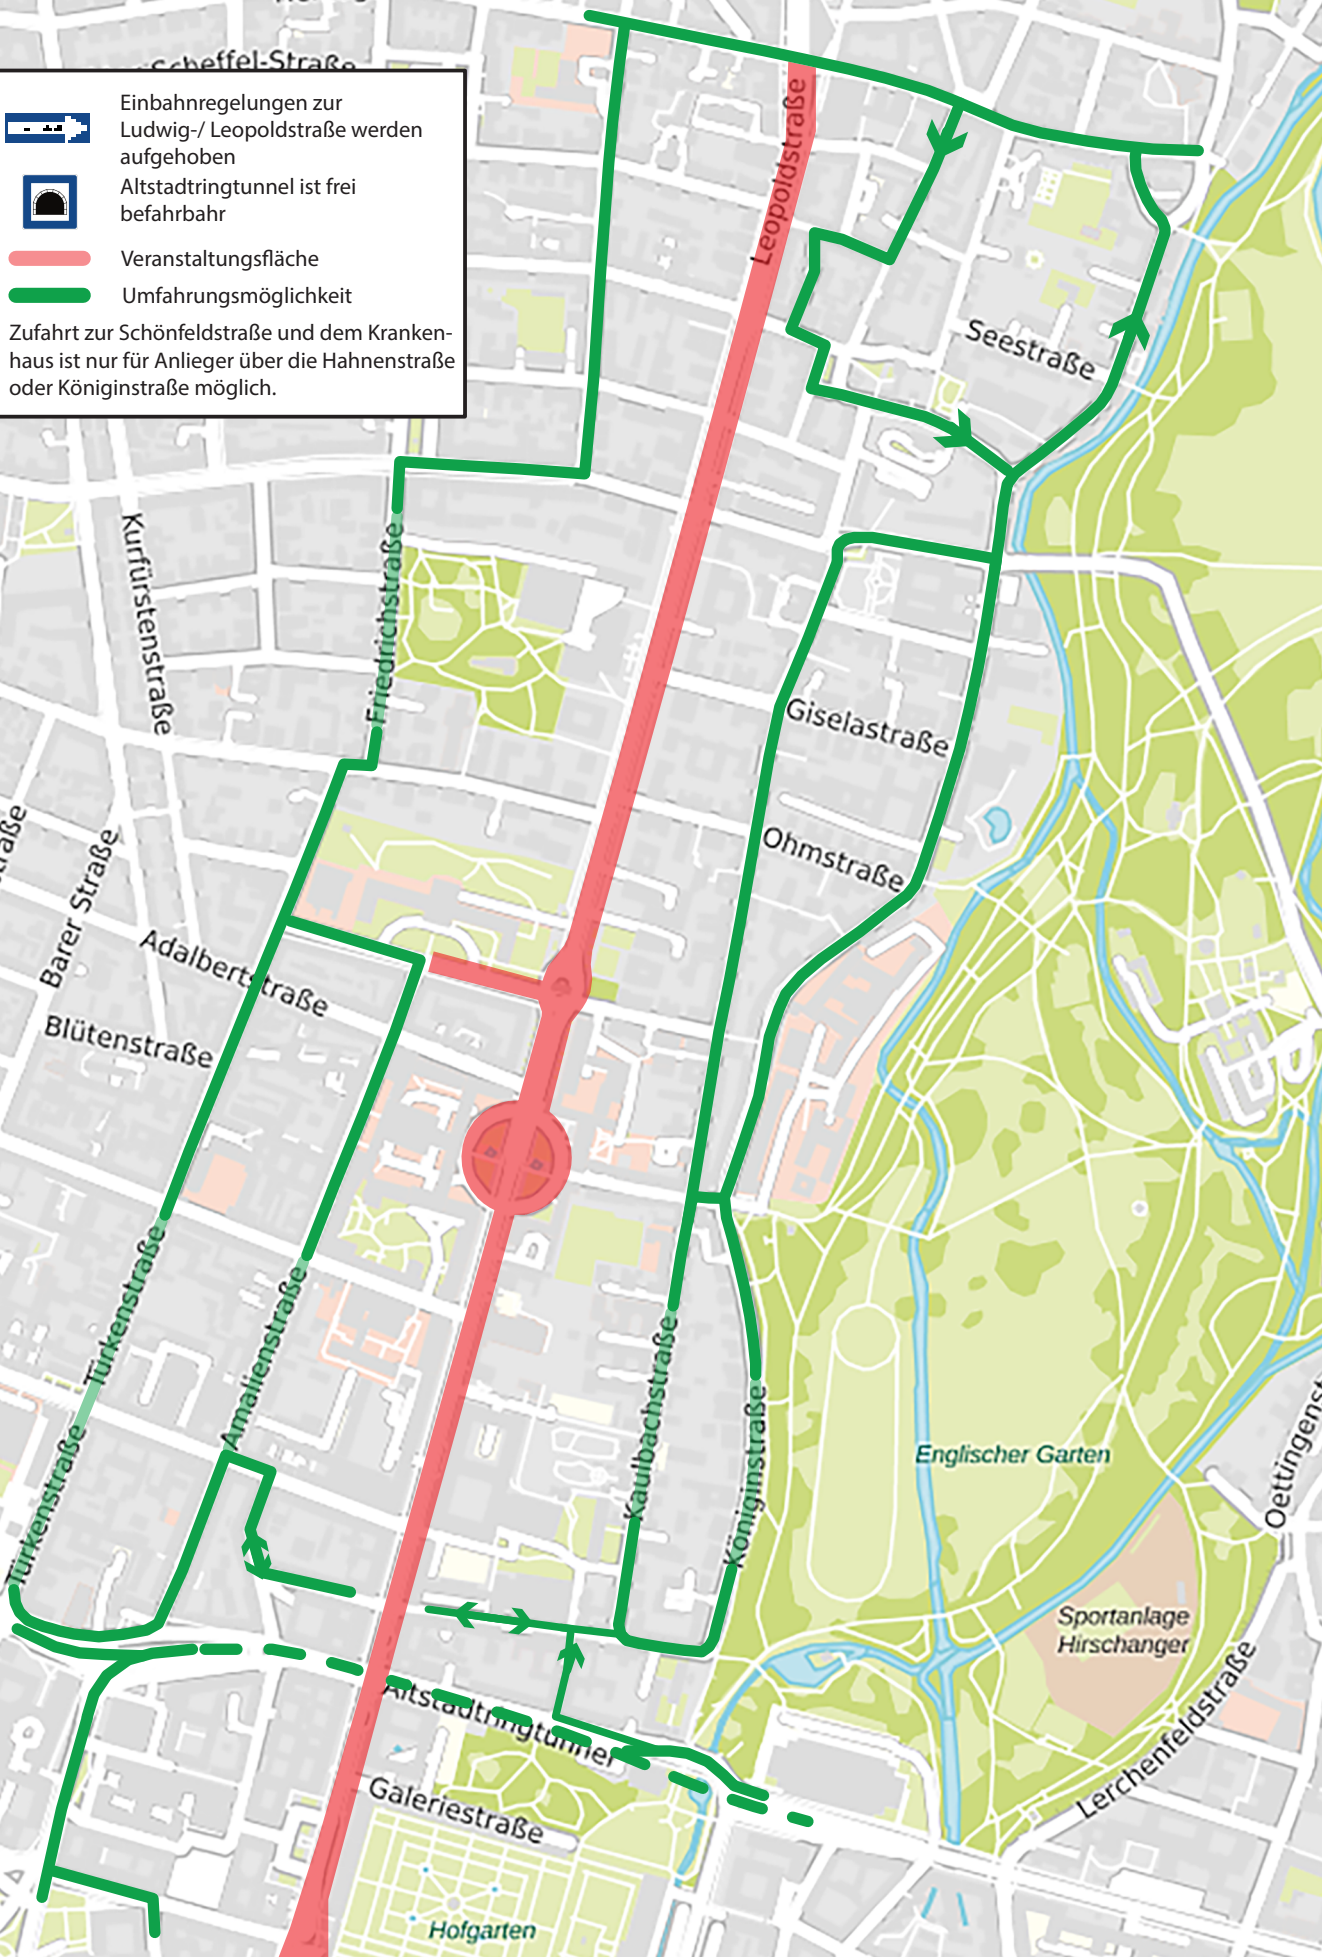 Scheffel-Straße
Einbahnregelungen zur
Ludwig-/ Leopoldstraße werden
aufgehoben
Altstadtringtunnel ist frei
befahrbahr
Veranstaltungsfläche
Umfahrungsmöglichkeit
Zufahrt zur Schönfeldstraße und dem Kranken-
haus ist nur für Anlieger über die Hahnenstraße
oder Königinstraße möglich.
Leopoldstraße
Seestraße
Kurfürstenstraße
Friedrichstraße
Giselastraße
Ohmstraße
Barer Straße
Adalbertstraße
Blütenstraße
Türkenstraße
Amalienstraße
Kaulbachstraße
Königinstraße
Türkenstraße
Englischer Garten
Oettingenst
Sportanlage
Hirschanger
Lerchenfeldstraße
Altstadtringtunnel
Galeriestraße
Hofgarten